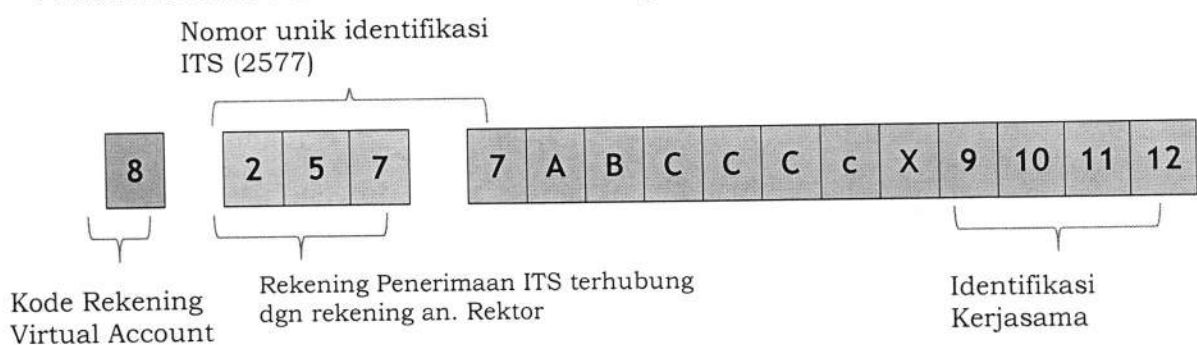 Nomor unik identifikasi
ITS (2577)
8 2 5 7 7 A B C C C c X 9 10 11 12
Kode Rekening
Virtual Account
Rekening Penerimaan ITS terhubung
dgn rekening an. Rektor
Identifikasi
Kerjasama